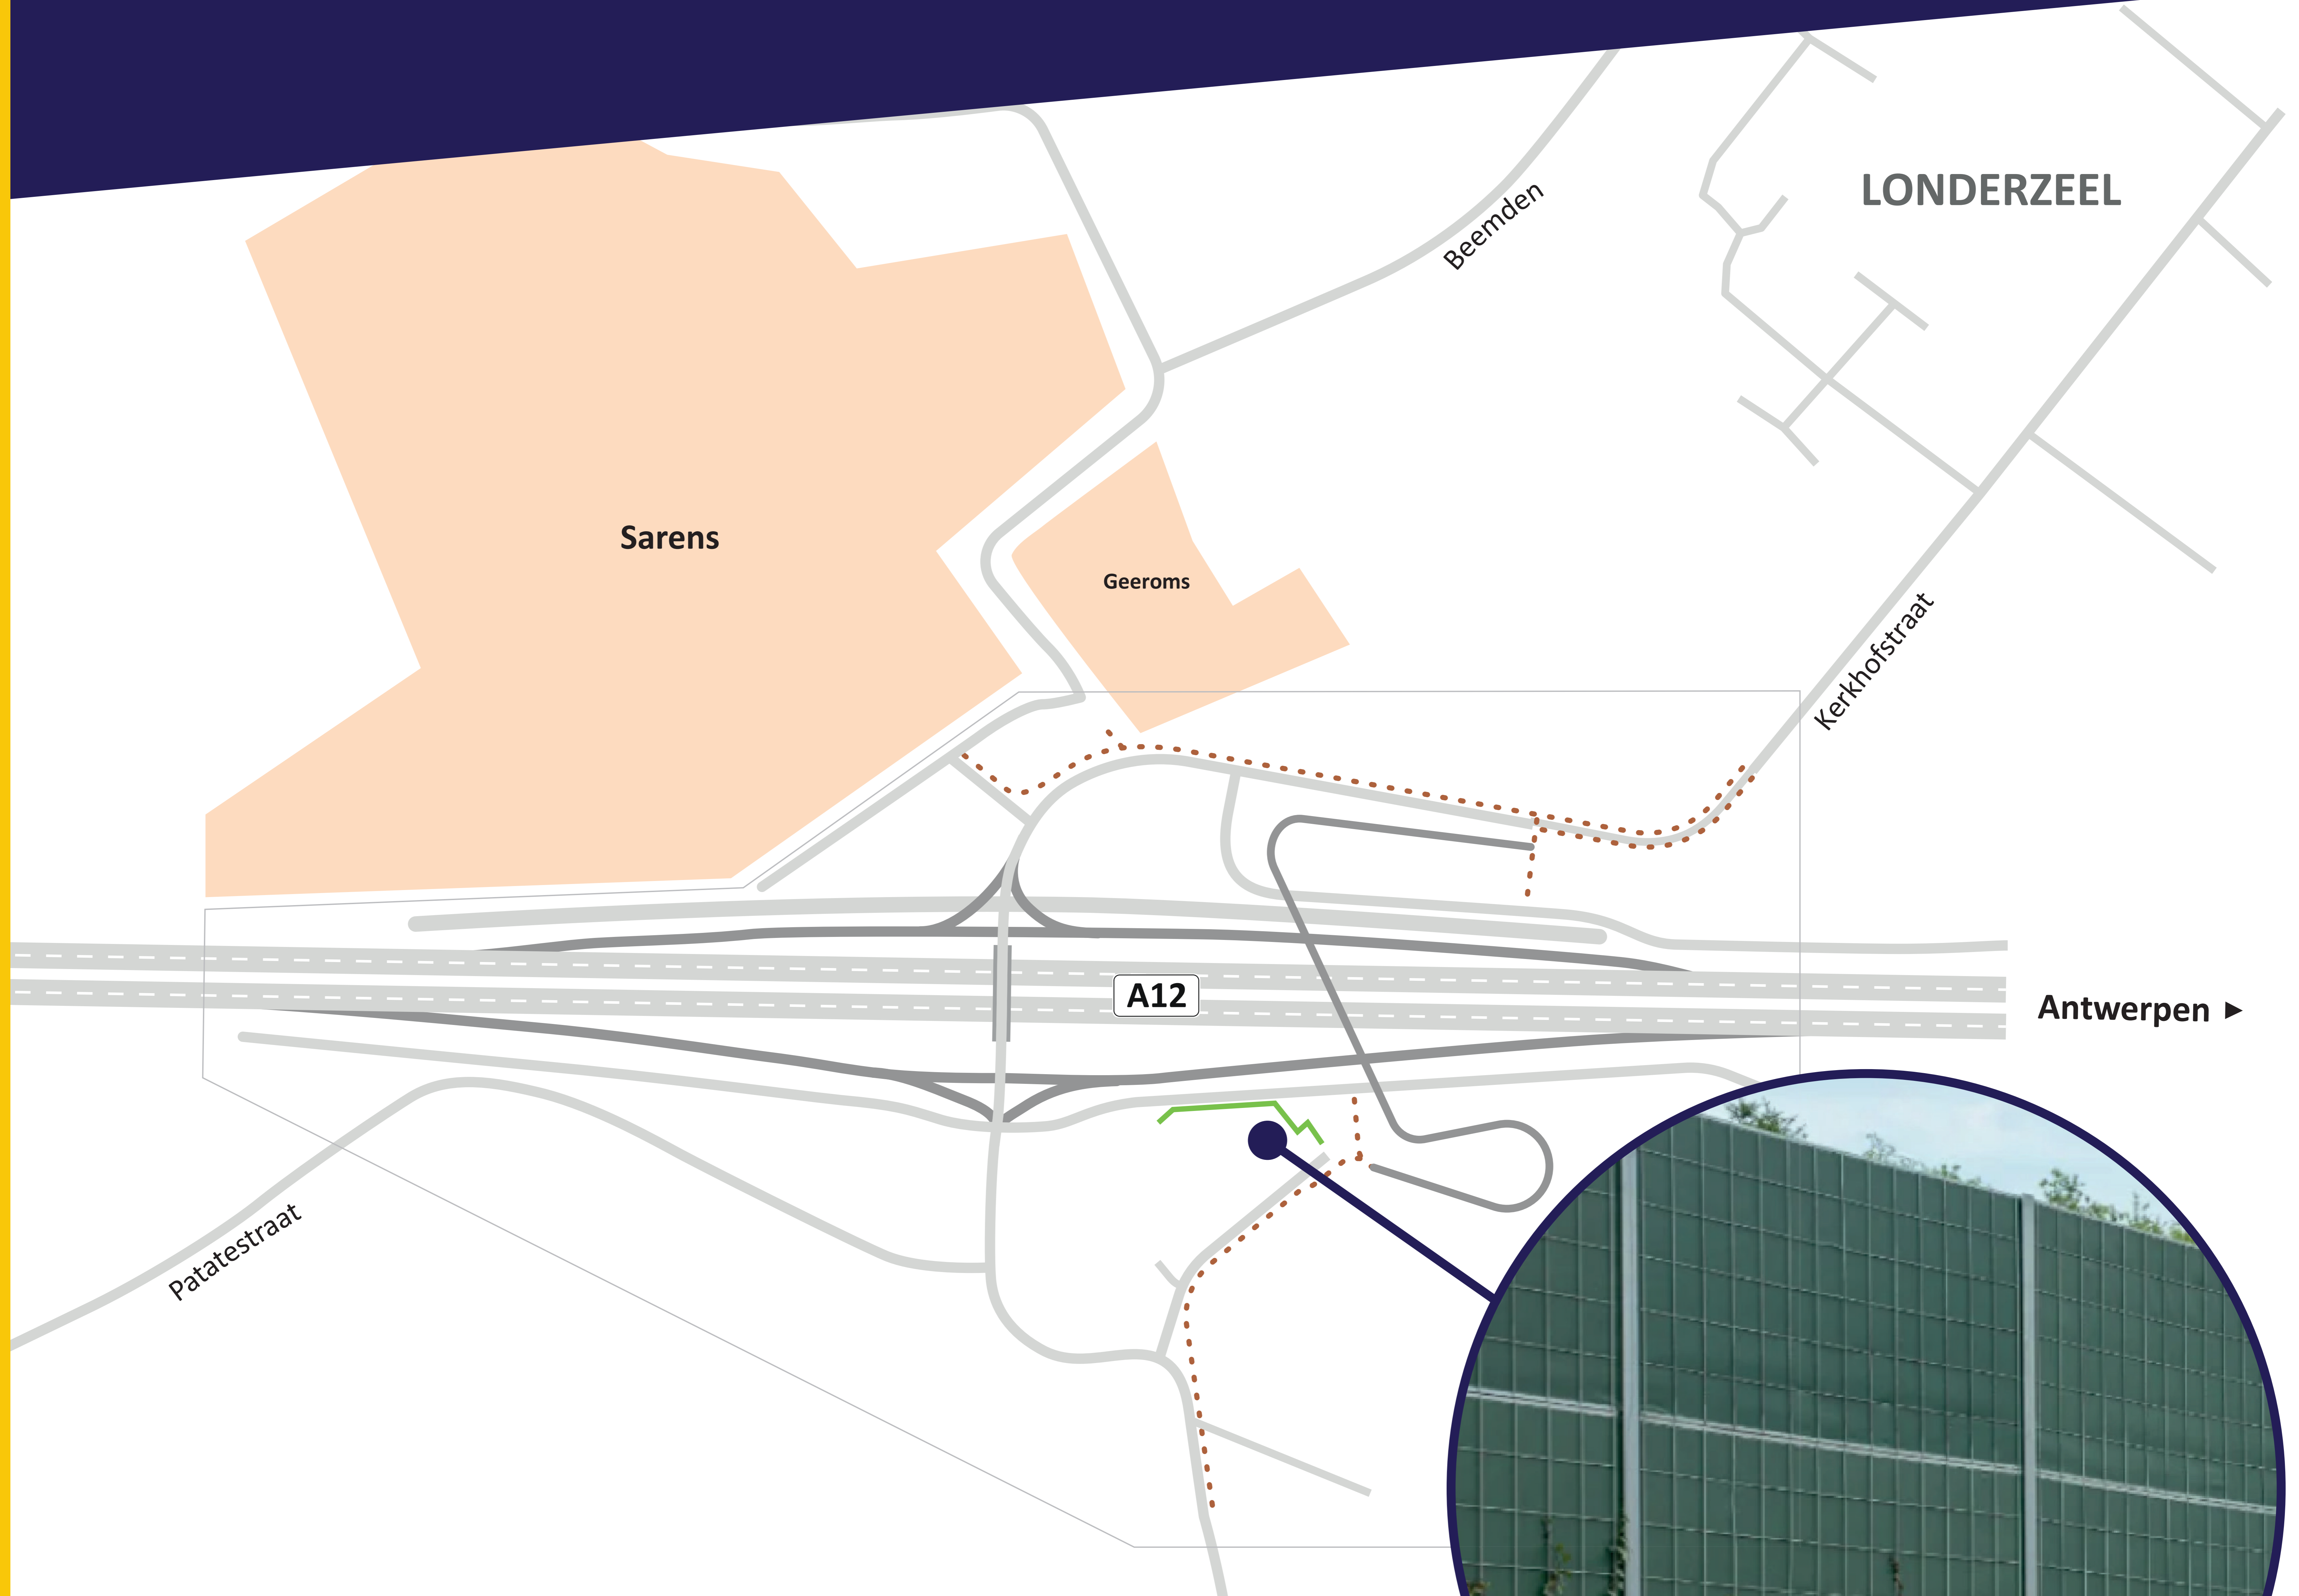 LONDERZEEL
Beemden
Sarens
Geeroms
Kerkhofstraat
A12
Antwerpen ►
Patatestraat